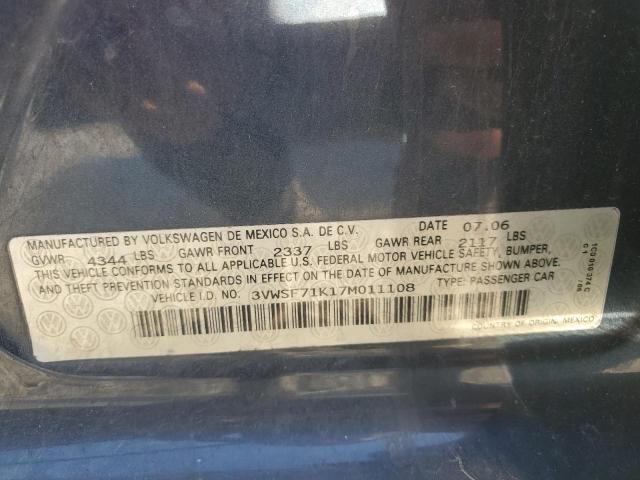 MANUFACTURED BY VOLKSWAGEN DE MEXICO S.A. DE C.V. DATE 07.06
GVWR 4344 LBS GAWR FRONT 2337 LBS GAWR REAR 2117 LBS
THIS VEHICLE CONFORMS TO ALL APPLICABLE U.S. FEDERAL MOTOR VEHICLE SAFETY, BUMPER,
AND THEFT PREVENTION STANDARDS IN EFFECT ON THE DATE OF MANUFACTURE SHOWN ABOVE.
VEHICLE I.D. NO. 3VWSF71K17M011108 TYPE: PASSENGER CAR
COUNTRY OF ORIGIN: MEXICO